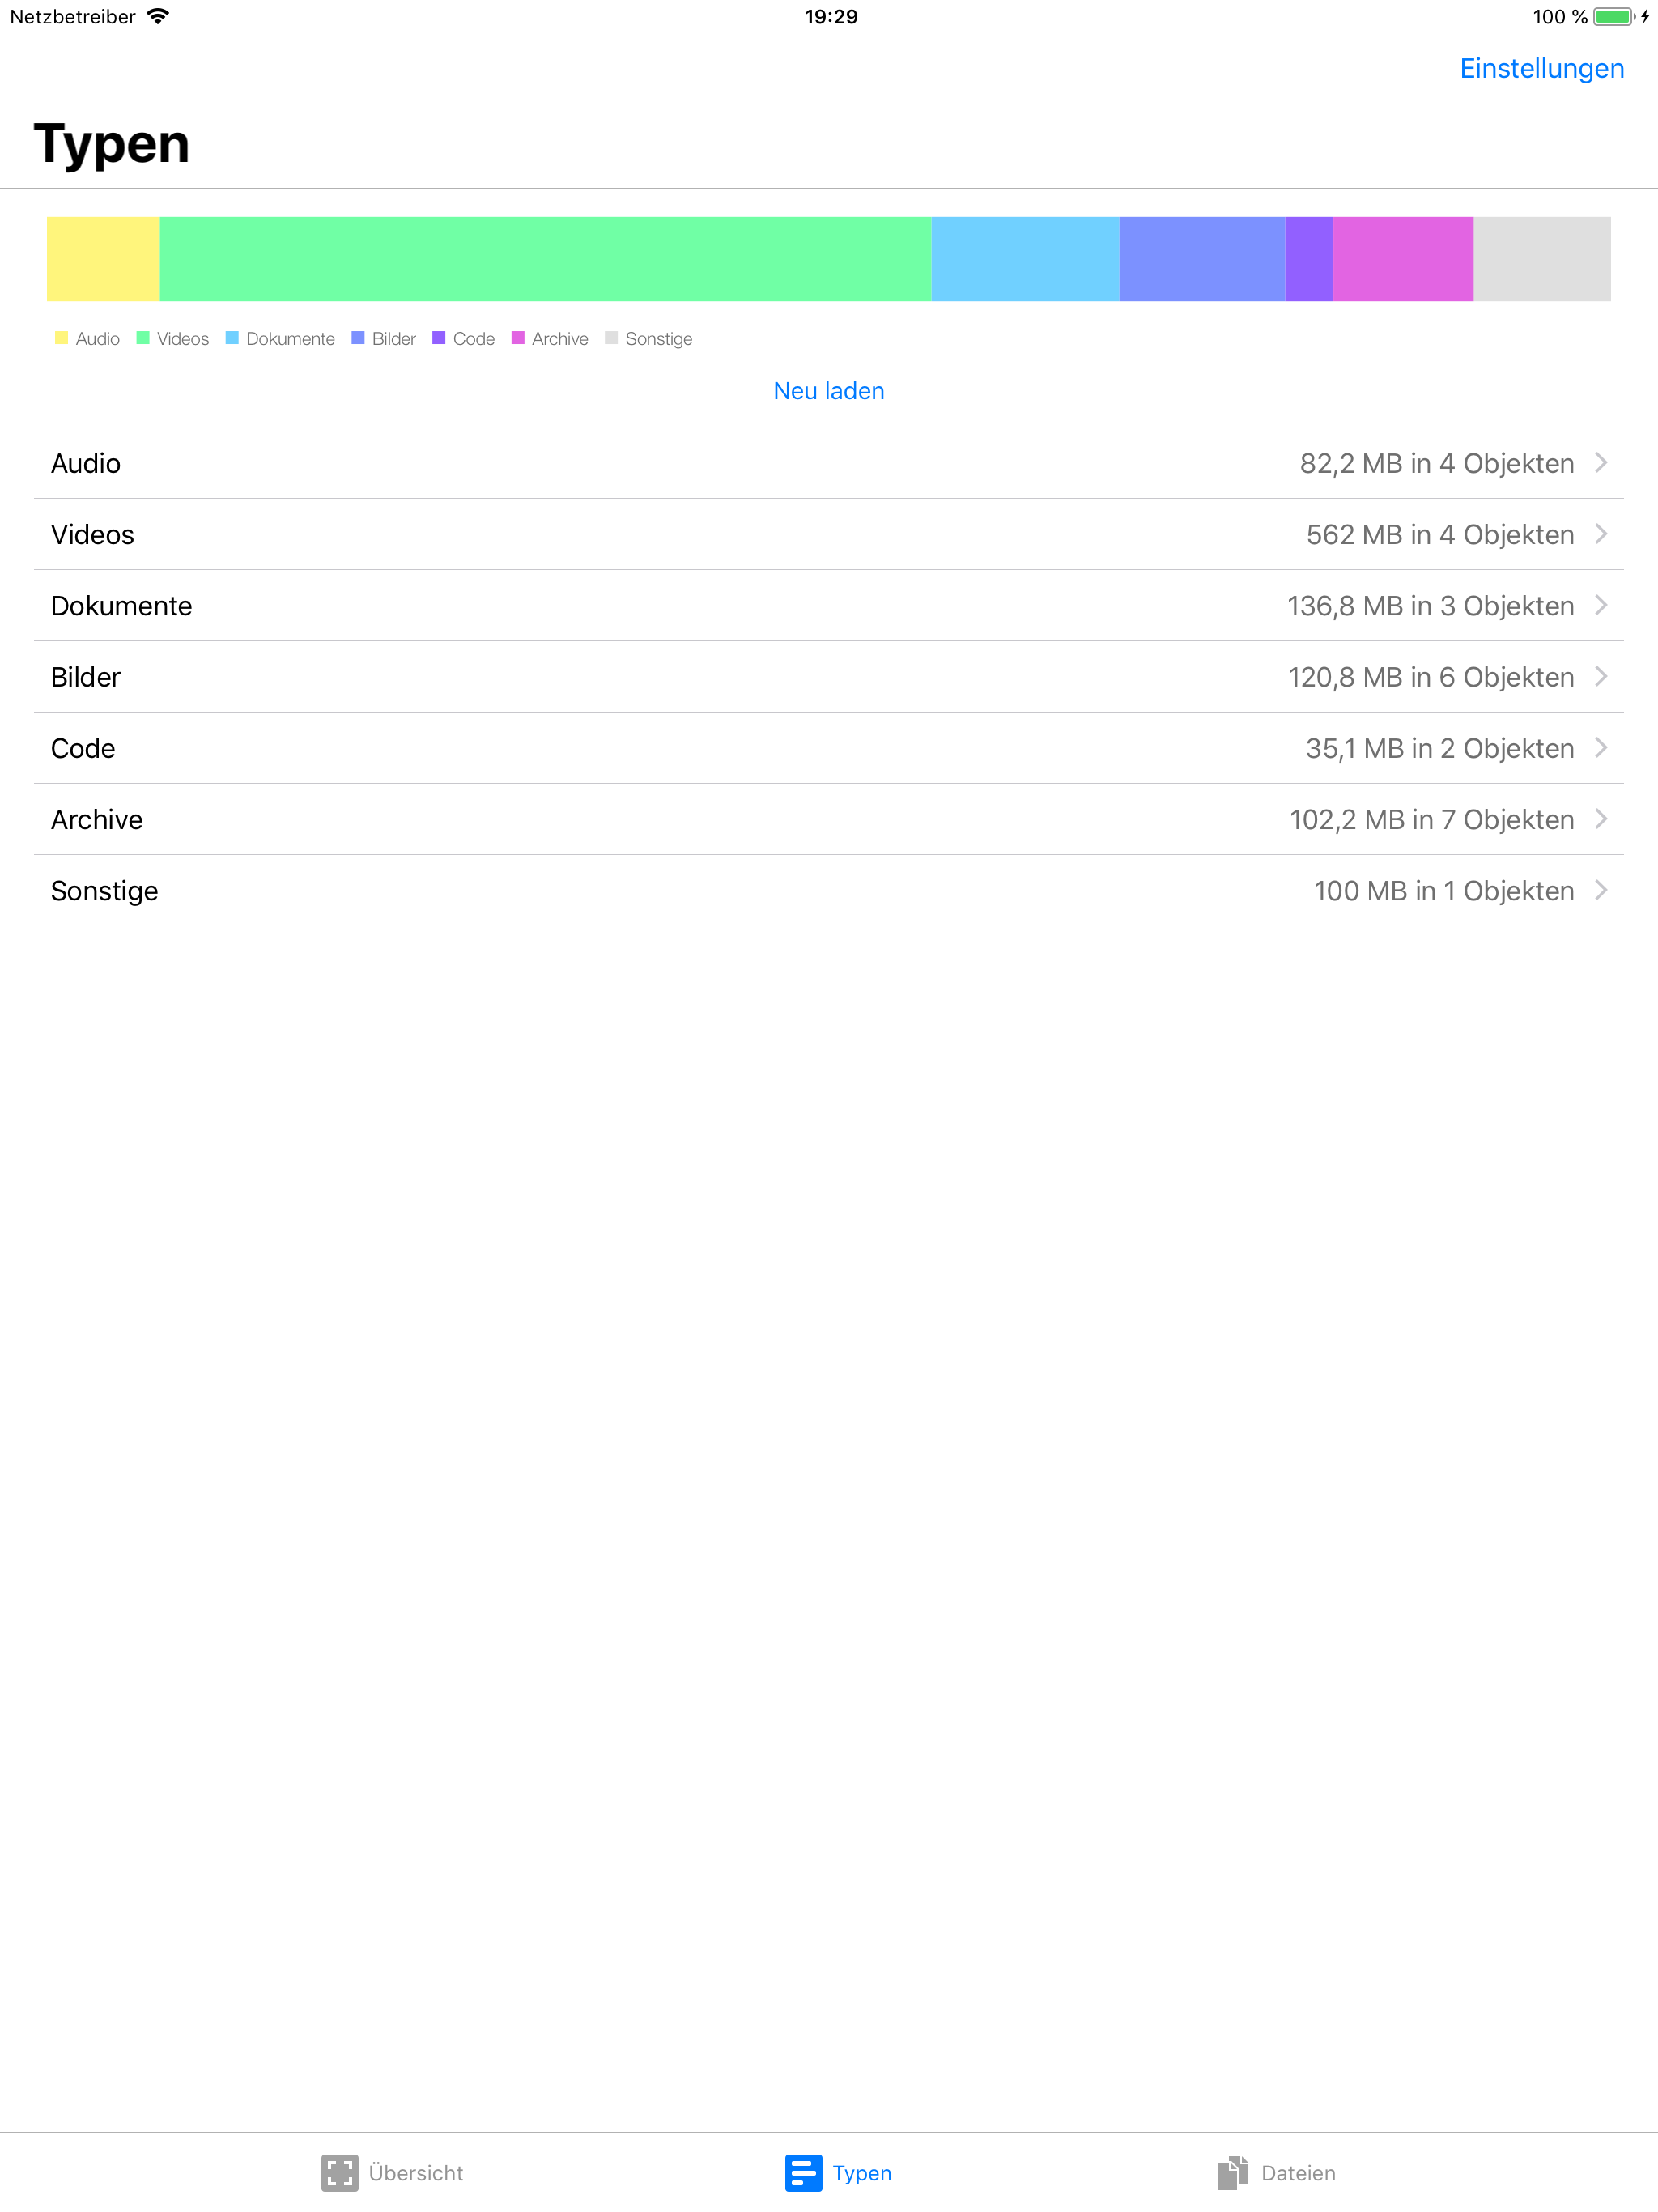 Netzbetreiber 19:29 100 %
Einstellungen
Typen
Audio Videos Dokumente Bilder Code Archive Sonstige
Neu laden
Audio 82,2 MB in 4 Objekten
Videos 562 MB in 4 Objekten
Dokumente 136,8 MB in 3 Objekten
Bilder 120,8 MB in 6 Objekten
Code 35,1 MB in 2 Objekten
Archive 102,2 MB in 7 Objekten
Sonstige 100 MB in 1 Objekten
Übersicht Typen Dateien